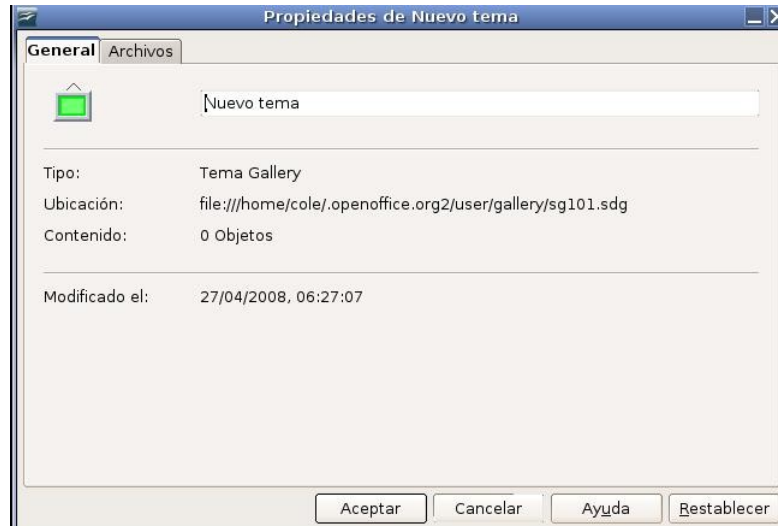 Propiedades de Nuevo tema
General Archivos
Nuevo tema
Tipo: Tema Gallery
Ubicación: file:///home/cole/.openoffice.org2/user/gallery/sg101.sdg
Contenido: 0 Objetos
Modificado el: 27/04/2008, 06:27:07
Aceptar Cancelar Ayuda Restablecer